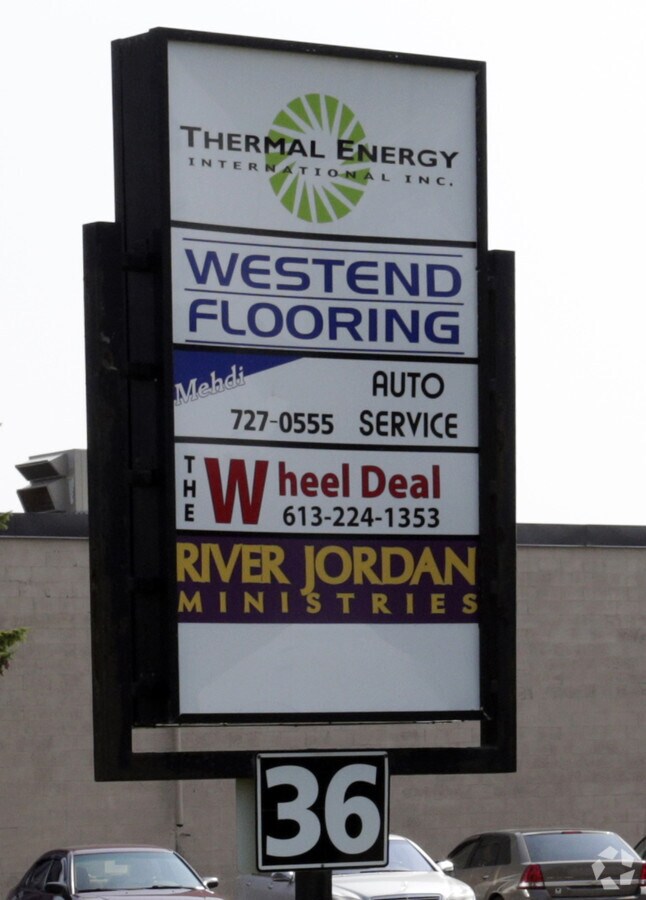 THERMAL ENERGY
INTERNATIONAL INC.
WESTEND
FLOORING
Mehdi
AUTO
727-0555 SERVICE
THE Wheel Deal
613-224-1353
RIVER JORDAN
MINISTRIES
36